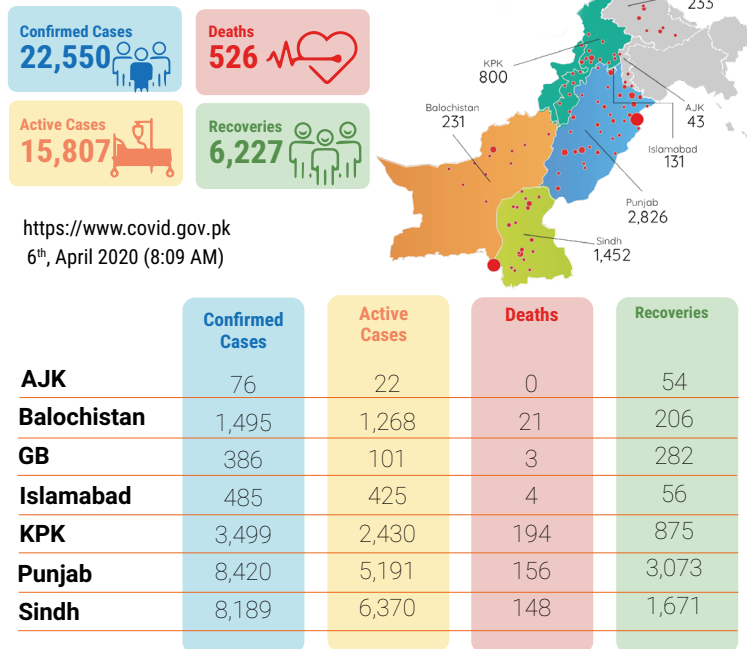 Confirmed Cases
22,550
Deaths
526
Active Cases
15,807
Recoveries
6,227
https://www.covid.gov.pk
6th, April 2020 (8:09 AM)
233
KPK
800
Balochistan
231
AJK
43
Islamabad
131
Punjab
2,826
Sindh
1,452
Confirmed
Cases
Active
Cases
Deaths
Recoveries
AJK 76 22 0 54
Balochistan 1,495 1,268 21 206
GB 386 101 3 282
Islamabad 485 425 4 56
KPK 3,499 2,430 194 875
Punjab 8,420 5,191 156 3,073
Sindh 8,189 6,370 148 1,671